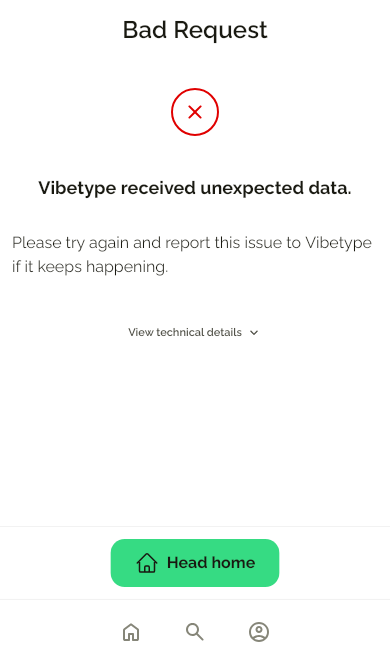 Bad Request
Vibetype received unexpected data.
Please try again and report this issue to Vibetype
if it keeps happening.
View technical details
Head home